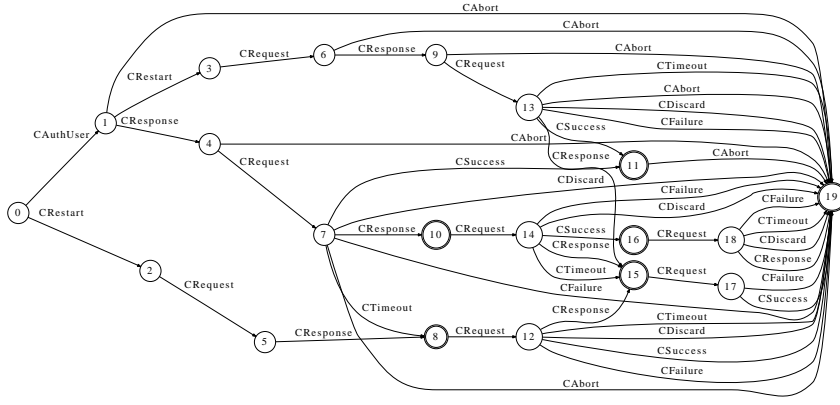 CAbort
CAbort
CRequest
6
CResponse
9
CAbort
CRestart
3
CRequest
CTimeout
CAbort
13
CDiscard
CAuthUser
1
CResponse
CSuccess
CFailure
4
CAbort
CRequest
CSuccess
CResponse
11
CAbort
CDiscard
CFailure
CFailure
19
0
CRestart
CDiscard
CTimeout
7
CResponse
10
CRequest
14
CSuccess
16
CRequest
18
CDiscard
CResponse
CResponse
2
CRequest
CTimeout
15
CRequest
17
CFailure
CFailure
CSuccess
CTimeout
CResponse
CTimeout
5
CResponse
8
CRequest
12
CDiscard
CSuccess
CFailure
CAbort